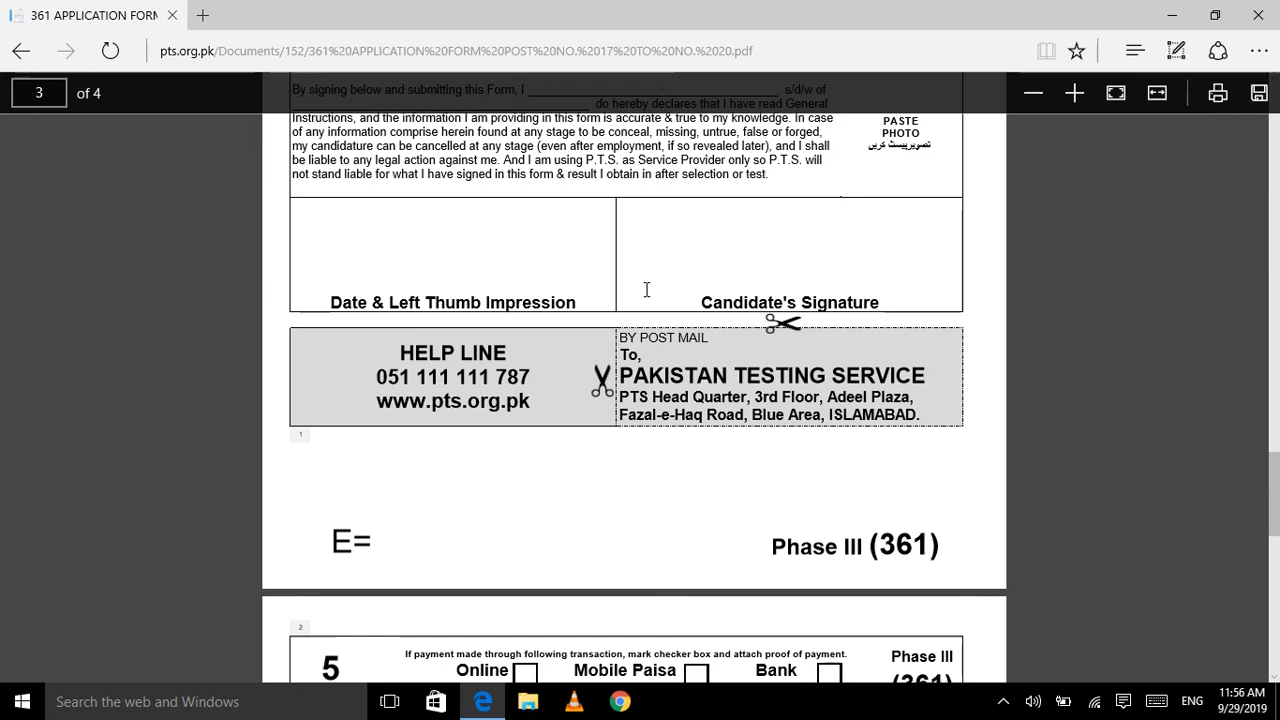 361 APPLICATION FORM
pts.org.pk/Documents/152/361%20APPLICATION%20FORM%20POST%20NO.%2017%20TO%20NO.%2020.pdf
3 of 4
By signing below and submitting this Form, I ______________________ s/d/w of
______________________ do hereby declares that I have read General
Instructions, and the information I am providing in this form is accurate & true to my knowledge. In case
of any information comprise herein found at any stage to be conceal, missing, untrue, false or forged,
my candidature can be cancelled at any stage (even after employment, if so revealed later), and I shall
be liable to any legal action against me. And I am using P.T.S. as Service Provider only so P.T.S. will
not stand liable for what I have signed in this form & result I obtain in after selection or test.
PASTE
PHOTO
تصویر پیسٹ کریں
Date & Left Thumb Impression
Candidate's Signature
HELP LINE
051 111 111 787
www.pts.org.pk
BY POST MAIL
To,
PAKISTAN TESTING SERVICE
PTS Head Quarter, 3rd Floor, Adeel Plaza,
Fazal-e-Haq Road, Blue Area, ISLAMABAD.
1
E=
Phase III (361)
2
5
If payment made through following transaction, mark checker box and attach proof of payment.
Online
Mobile Paisa
Bank
Phase III
(361)
Search the web and Windows
ENG
11:56 AM
9/29/2019